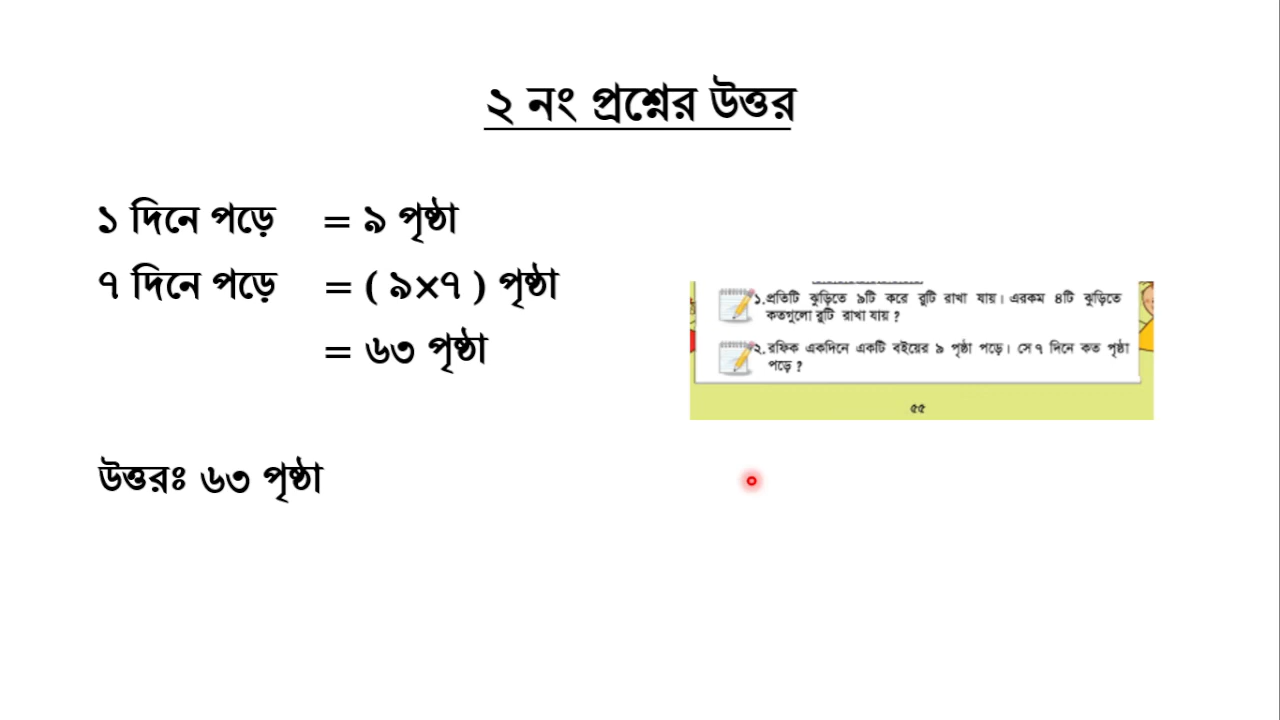 ২ নং প্রশ্নের উত্তর
১ দিনে পড়ে = ৯ পৃষ্ঠা
৭ দিনে পড়ে = ( ৯×৭ ) পৃষ্ঠা
= ৬৩ পৃষ্ঠা
উত্তরঃ ৬৩ পৃষ্ঠা
১. প্রতিটি ঝুড়িতে ৯টি করে রুটি রাখা যায়। এরকম ৪টি ঝুড়িতে
কতগুলো রুটি রাখা যায় ?
২. রফিক একদিনে একটি বইয়ের ৯ পৃষ্ঠা পড়ে। সে ৭ দিনে কত পৃষ্ঠা
পড়ে ?
৫৫